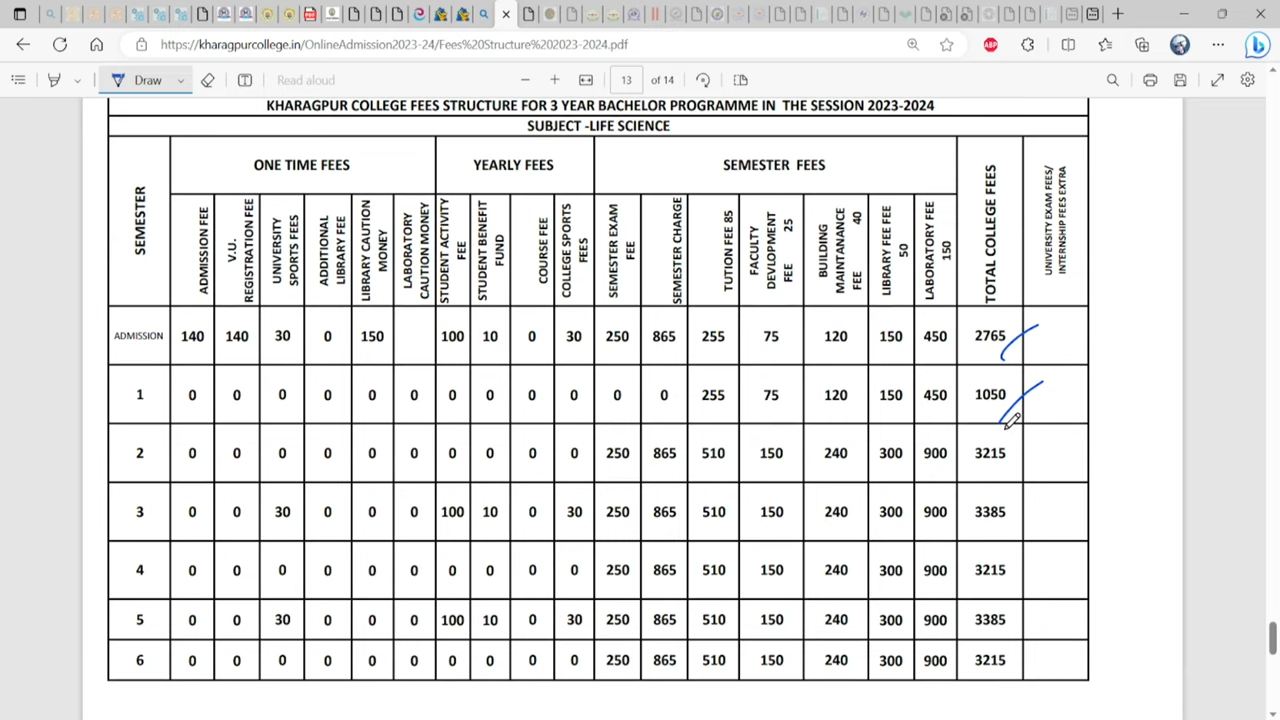 https://kharagpurcollege.in/OnlineAdmission2023-24/Fees%20Structure%202023-2024.pdf
ABP
Draw
Read aloud
13 of 14
KHARAGPUR COLLEGE FEES STRUCTURE FOR 3 YEAR BACHELOR PROGRAMME IN THE SESSION 2023-2024
SUBJECT -LIFE SCIENCE
SEMESTER
ONE TIME FEES
YEARLY FEES
SEMESTER FEES
TOTAL COLLEGE FEES
UNIVERSITY EXAM FEES/
INTERNSHIP FEES EXTRA
ADMISSION FEE
V.U.
REGISTRATION FEE
UNIVERSITY
SPORTS FEES
ADDITIONAL
LIBRARY FEE
LIBRARY CAUTION
MONEY
LABORATORY
CAUTION MONEY
STUDENT ACTIVITY
FEE
STUDENT BENEFIT
FUND
COURSE FEE
COLLEGE SPORTS
FEES
SEMESTER EXAM
FEE
SEMESTER CHARGE
TUTION FEE 85
FACULTY
DEVLOPMENT
FEE 25
BUILDING
MAINTANANCE
FEE 40
LIBRARY FEE FEE
50
LABORATORY FEE
150
ADMISSION 140 140 30 0 150 100 10 0 30 250 865 255 75 120 150 450 2765
1 0 0 0 0 0 0 0 0 0 0 0 0 255 75 120 150 450 1050
2 0 0 0 0 0 0 0 0 0 0 250 865 510 150 240 300 900 3215
3 0 0 30 0 0 0 100 10 0 30 250 865 510 150 240 300 900 3385
4 0 0 0 0 0 0 0 0 0 0 250 865 510 150 240 300 900 3215
5 0 0 30 0 0 0 100 10 0 30 250 865 510 150 240 300 900 3385
6 0 0 0 0 0 0 0 0 0 0 250 865 510 150 240 300 900 3215